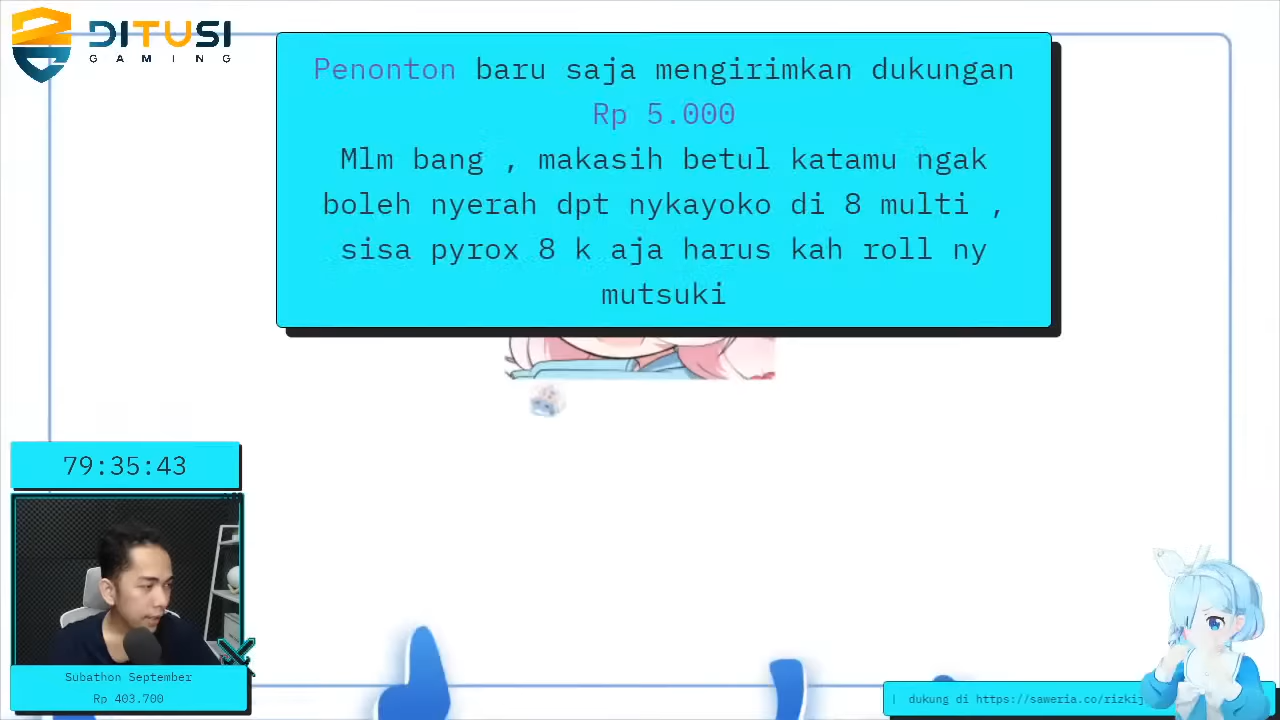 DITUSI
GAMING
Penonton baru saja mengirimkan dukungan
Rp 5.000
Mlm bang , makasih betul katamu ngak
boleh nyerah dpt nykayoko di 8 multi ,
sisa pyrox 8 k aja harus kah roll ny
mutsuki
79:35:43
Subathon September
Rp 403.700
| dukung di https://saweria.co/rizkij